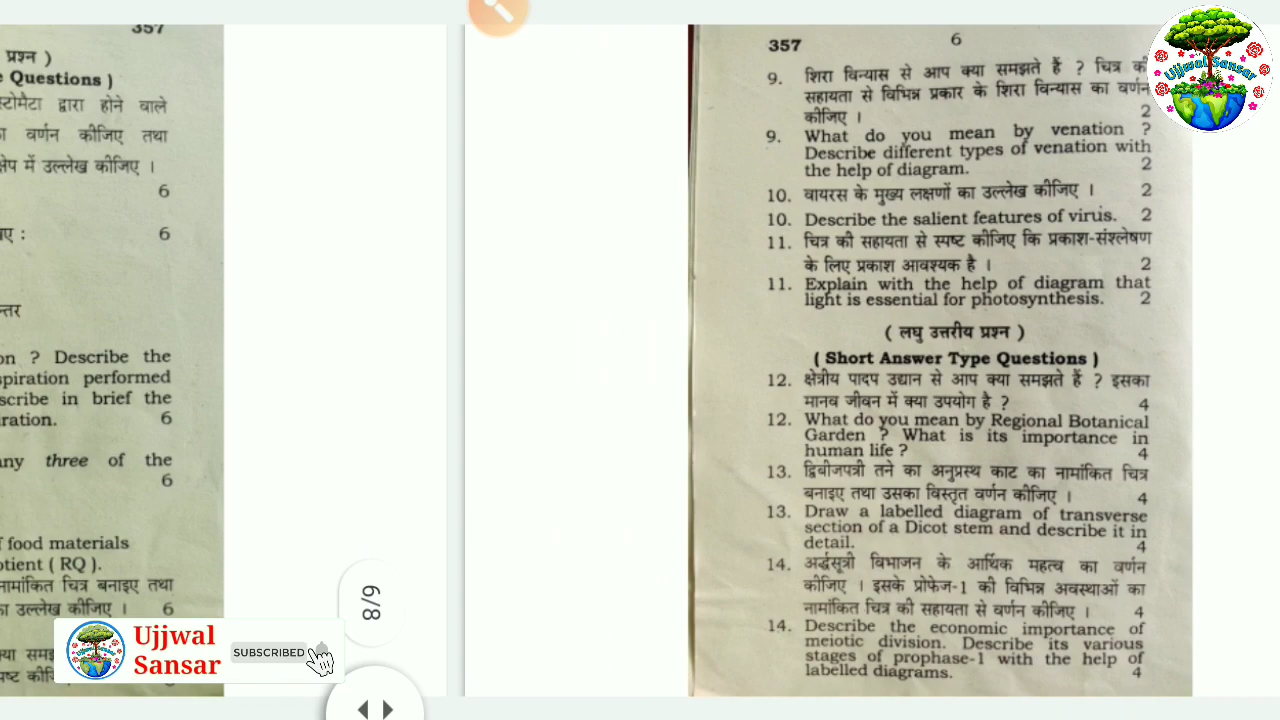 357
प्रश्न )
Questions )
स्टोमेटा द्वारा होने वाले
वर्णन कीजिए तथा
में उल्लेख कीजिए ।
6
: 6
on ? Describe the
spiration performed
scribe in brief the
ration. 6
any three of the
6
f food materials
otient ( RQ ).
नामांकित चित्र बनाइए तथा
का उल्लेख कीजिए । 6
Ujjwal
Sansar
SUBSCRIBED
6/8
357
6
9. शिरा विन्यास से आप क्या समझते हैं ? चित्र की
सहायता से विभिन्न प्रकार के शिरा विन्यास का वर्णन
कीजिए । 2
9. What do you mean by venation ?
Describe different types of venation with
the help of diagram. 2
10. वायरस के मुख्य लक्षणों का उल्लेख कीजिए । 2
10. Describe the salient features of virus. 2
11. चित्र की सहायता से स्पष्ट कीजिए कि प्रकाश-संश्लेषण
के लिए प्रकाश आवश्यक है । 2
11. Explain with the help of diagram that
light is essential for photosynthesis. 2
( लघु उत्तरीय प्रश्न )
( Short Answer Type Questions )
12. क्षेत्रीय पादप उद्यान से आप क्या समझते हैं ? इसका
मानव जीवन में क्या उपयोग है ? 4
12. What do you mean by Regional Botanical
Garden ? What is its importance in
human life ? 4
13. द्विबीजपत्री तने का अनुप्रस्थ काट का नामांकित चित्र
बनाइए तथा उसका विस्तृत वर्णन कीजिए । 4
13. Draw a labelled diagram of transverse
section of a Dicot stem and describe it in
detail. 4
14. अर्द्धसूत्री विभाजन के आर्थिक महत्व का वर्णन
कीजिए । इसके प्रोफेज-1 की विभिन्न अवस्थाओं का
नामांकित चित्र की सहायता से वर्णन कीजिए । 4
14. Describe the economic importance of
meiotic division. Describe its various
stages of prophase-1 with the help of
labelled diagrams. 4
Ujjwal Sansar